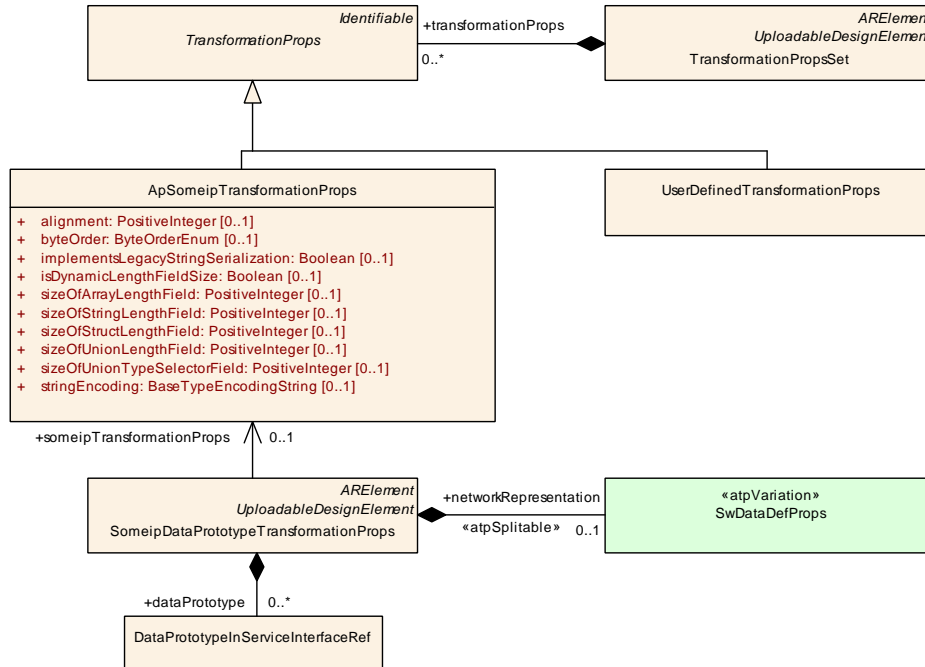 Identifiable
TransformationProps
+transformationProps
0..*
ARElement
UploadableDesignElement
TransformationPropsSet
ApSomeipTransformationProps
+ alignment: PositiveInteger [0..1]
+ byteOrder: ByteOrderEnum [0..1]
+ implementsLegacyStringSerialization: Boolean [0..1]
+ isDynamicLengthFieldSize: Boolean [0..1]
+ sizeOfArrayLengthField: PositiveInteger [0..1]
+ sizeOfStringLengthField: PositiveInteger [0..1]
+ sizeOfStructLengthField: PositiveInteger [0..1]
+ sizeOfUnionLengthField: PositiveInteger [0..1]
+ sizeOfUnionTypeSelectorField: PositiveInteger [0..1]
+ stringEncoding: BaseTypeEncodingString [0..1]
UserDefinedTransformationProps
+someipTransformationProps
0..1
ARElement
UploadableDesignElement
SomeipDataPrototypeTransformationProps
+networkRepresentation
«atpSplitable»
0..1
«atpVariation»
SwDataDefProps
+dataPrototype
0..*
DataPrototypeInServiceInterfaceRef